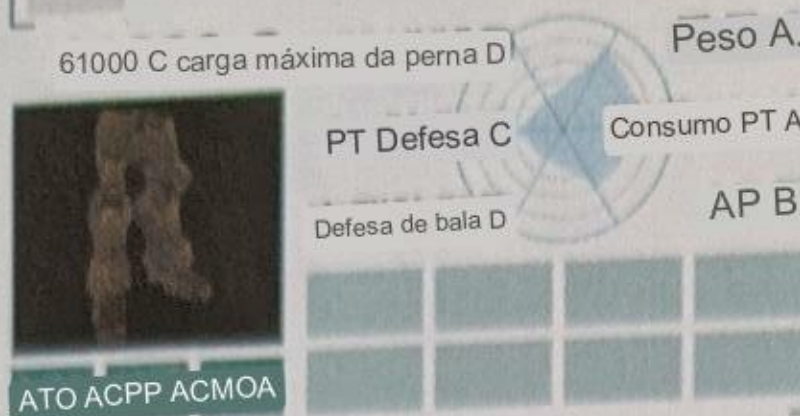 61000 C carga máxima da perna D
Peso A.
PT Defesa C
Consumo PT A
Defesa de bala D
AP B
ATO ACPP ACMOA